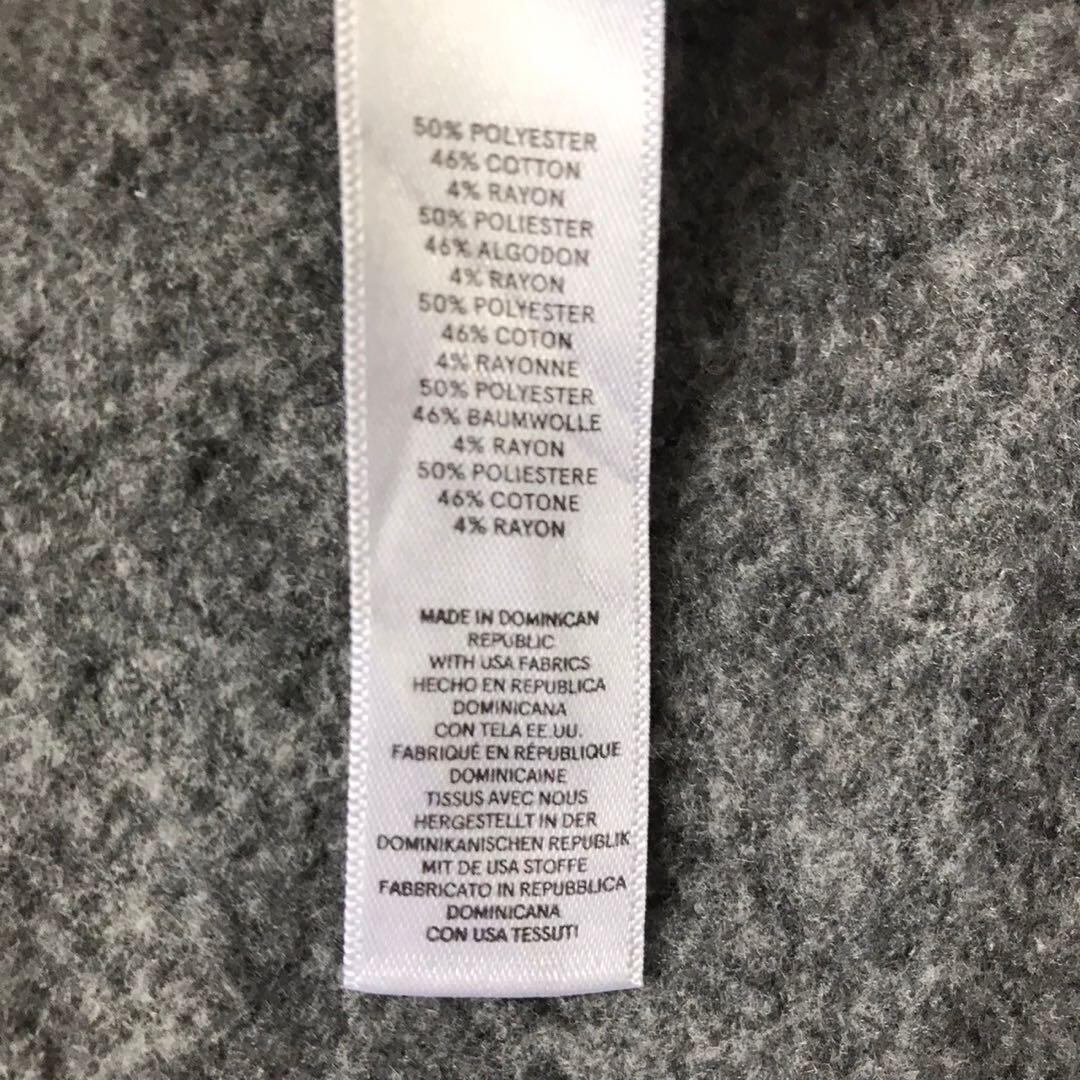 50% POLYESTER
46% COTTON
4% RAYON
50% POLIESTER
46% ALGODON
4% RAYON
50% POLYESTER
46% COTON
4% RAYONNE
50% POLYESTER
46% BAUMWOLLE
4% RAYON
50% POLIESTERE
46% COTONE
4% RAYON
MADE IN DOMINICAN
REPUBLIC
WITH USA FABRICS
HECHO EN REPUBLICA
DOMINICANA
CON TELA EE.UU.
FABRIQUÉ EN RÉPUBLIQUE
DOMINICAINE
TISSUS AVEC NOUS
HERGESTELLT IN DER
DOMINIKANISCHEN REPUBLIK
MIT DE USA STOFFE
FABBRICATO IN REPUBBLICA
DOMINICANA
CON USA TESSUTI